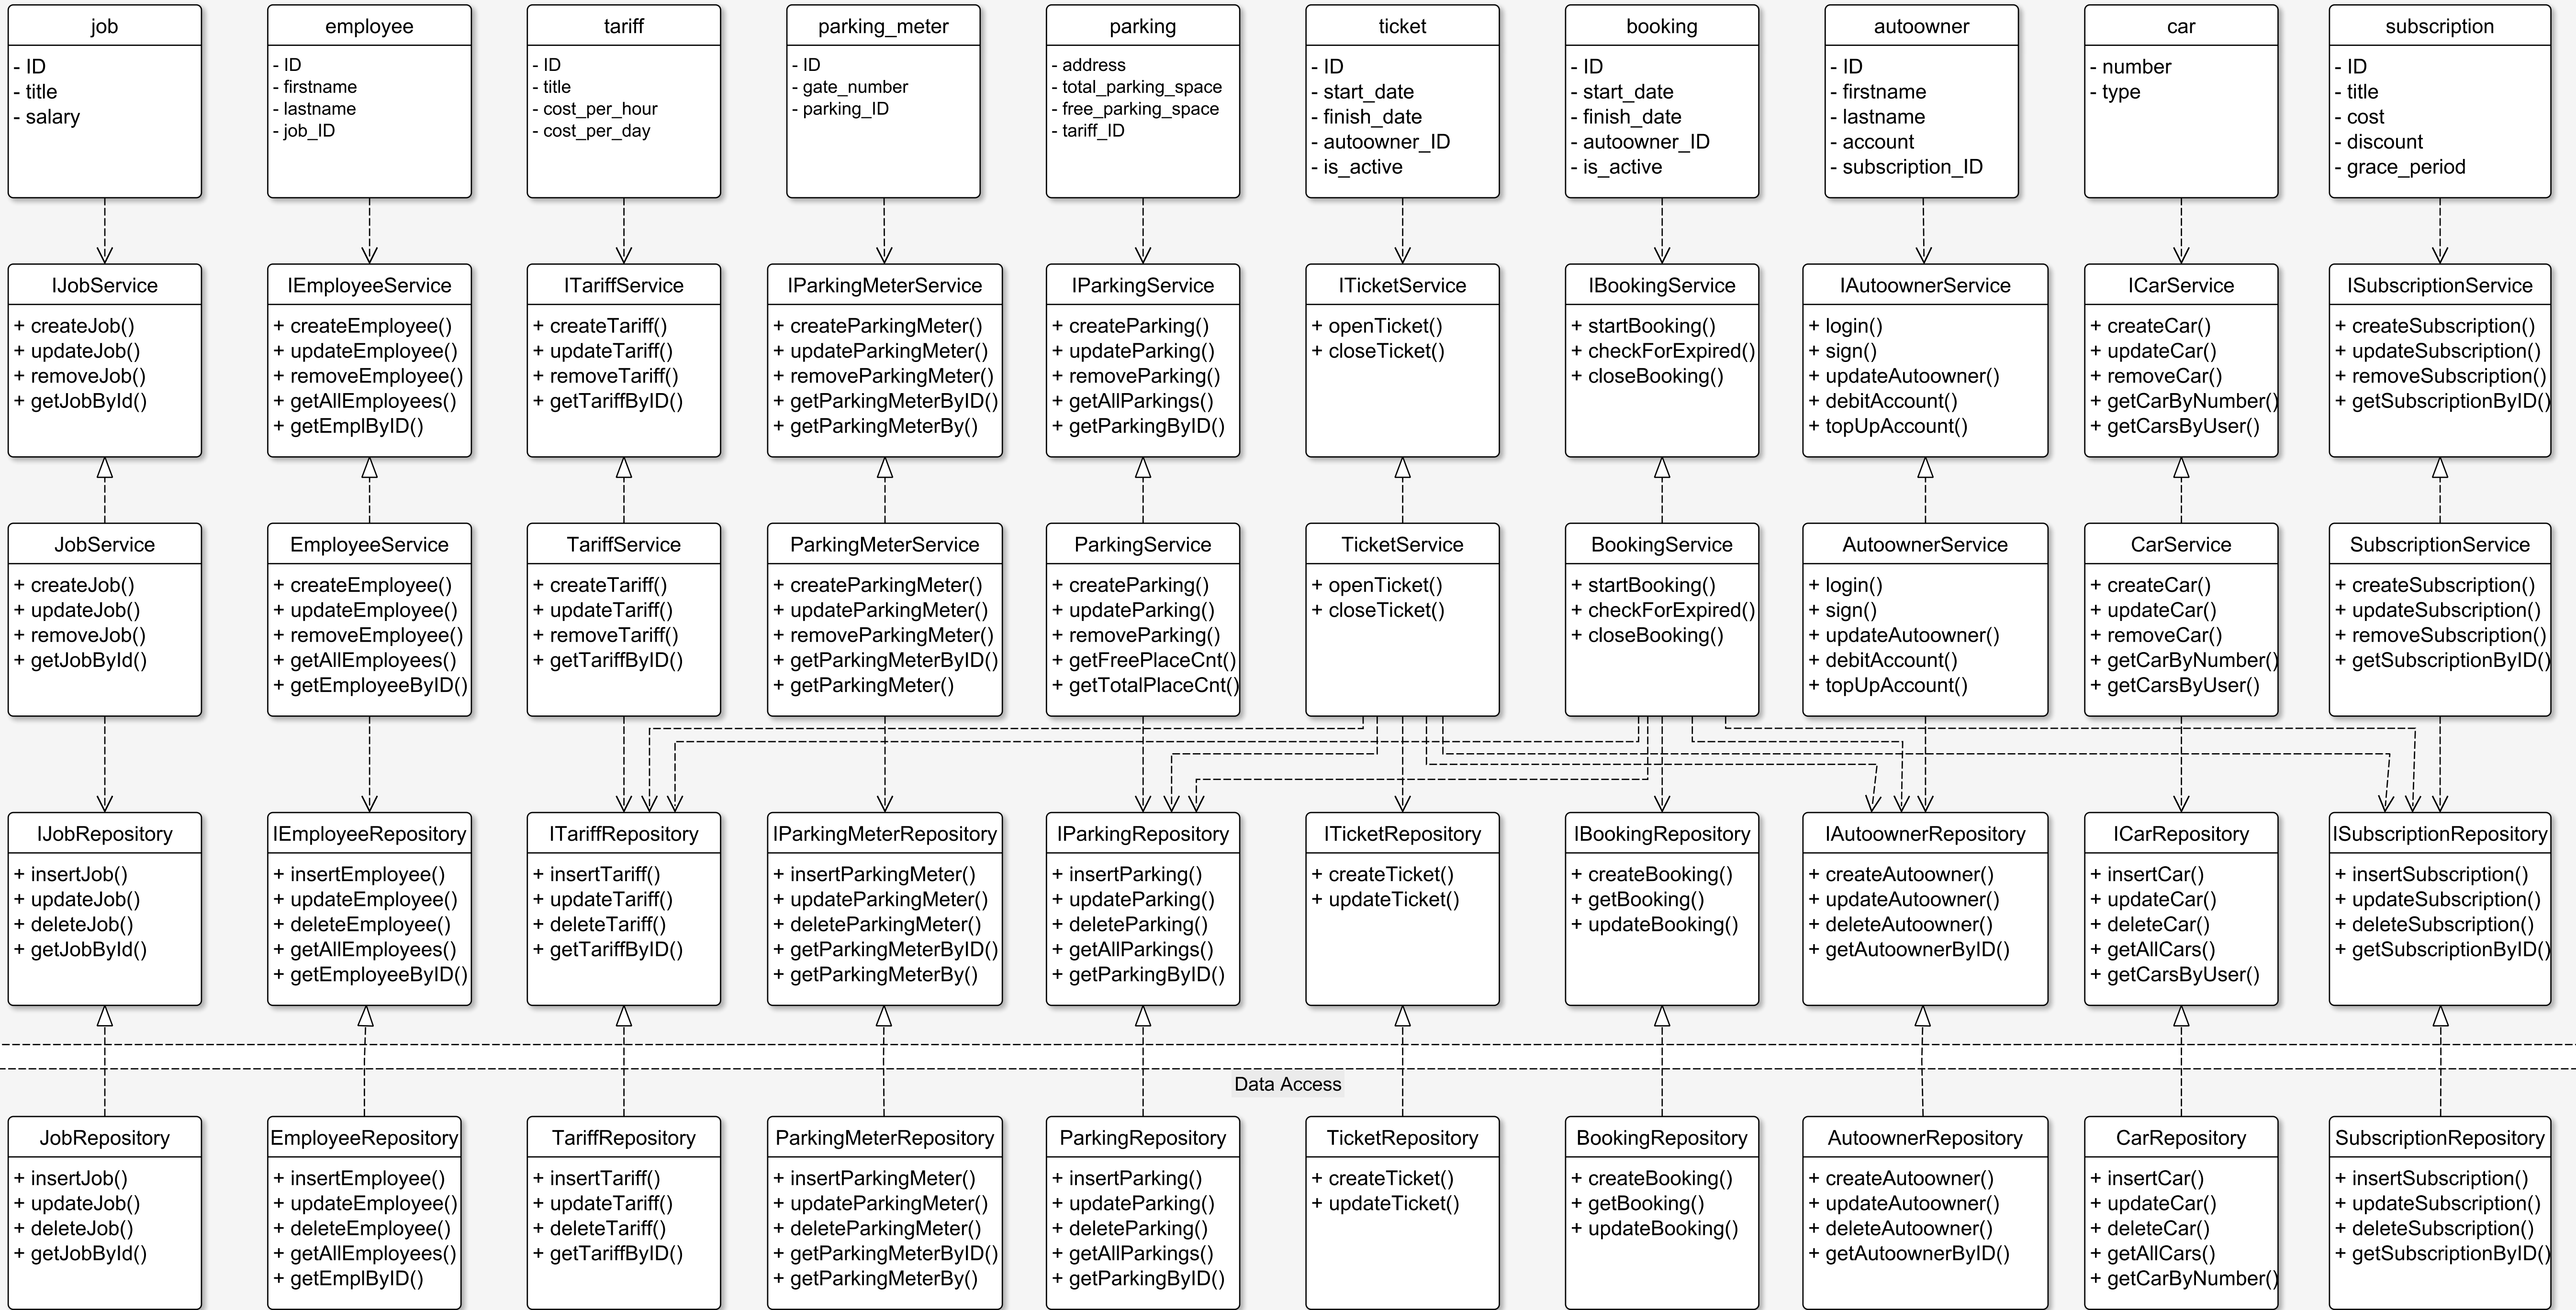 job
- ID
- title
- salary
employee
- ID
- firstname
- lastname
- job_ID
tariff
- ID
- title
- cost_per_hour
- cost_per_day
parking_meter
- ID
- gate_number
- parking_ID
parking
- address
- total_parking_space
- free_parking_space
- tariff_ID
ticket
- ID
- start_date
- finish_date
- autoowner_ID
- is_active
booking
- ID
- start_date
- finish_date
- autoowner_ID
- is_active
autoowner
- ID
- firstname
- lastname
- account
- subscription_ID
car
- number
- type
subscription
- ID
- title
- cost
- discount
- grace_period
IJobService
+ createJob()
+ updateJob()
+ removeJob()
+ getJobById()
IEmployeeService
+ createEmployee()
+ updateEmployee()
+ removeEmployee()
+ getAllEmployees()
+ getEmplByID()
ITariffService
+ createTariff()
+ updateTariff()
+ removeTariff()
+ getTariffByID()
IParkingMeterService
+ createParkingMeter()
+ updateParkingMeter()
+ removeParkingMeter()
+ getParkingMeterByID()
+ getParkingMeterBy()
IParkingService
+ createParking()
+ updateParking()
+ removeParking()
+ getAllParkings()
+ getParkingByID()
ITicketService
+ openTicket()
+ closeTicket()
IBookingService
+ startBooking()
+ checkForExpired()
+ closeBooking()
IAutoownerService
+ login()
+ sign()
+ updateAutoowner()
+ debitAccount()
+ topUpAccount()
ICarService
+ createCar()
+ updateCar()
+ removeCar()
+ getCarByNumber()
+ getCarsByUser()
ISubscriptionService
+ createSubscription()
+ updateSubscription()
+ removeSubscription()
+ getSubscriptionByID()
JobService
+ createJob()
+ updateJob()
+ removeJob()
+ getJobById()
EmployeeService
+ createEmployee()
+ updateEmployee()
+ removeEmployee()
+ getAllEmployees()
+ getEmployeeByID()
TariffService
+ createTariff()
+ updateTariff()
+ removeTariff()
+ getTariffByID()
ParkingMeterService
+ createParkingMeter()
+ updateParkingMeter()
+ removeParkingMeter()
+ getParkingMeterByID()
+ getParkingMeter()
ParkingService
+ createParking()
+ updateParking()
+ removeParking()
+ getFreePlaceCnt()
+ getTotalPlaceCnt()
TicketService
+ openTicket()
+ closeTicket()
BookingService
+ startBooking()
+ checkForExpired()
+ closeBooking()
AutoownerService
+ login()
+ sign()
+ updateAutoowner()
+ debitAccount()
+ topUpAccount()
CarService
+ createCar()
+ updateCar()
+ removeCar()
+ getCarByNumber()
+ getCarsByUser()
SubscriptionService
+ createSubscription()
+ updateSubscription()
+ removeSubscription()
+ getSubscriptionByID()
IJobRepository
+ insertJob()
+ updateJob()
+ deleteJob()
+ getJobById()
IEmployeeRepository
+ insertEmployee()
+ updateEmployee()
+ deleteEmployee()
+ getAllEmployees()
+ getEmployeeByID()
ITariffRepository
+ insertTariff()
+ updateTariff()
+ deleteTariff()
+ getTariffByID()
IParkingMeterRepository
+ insertParkingMeter()
+ updateParkingMeter()
+ deleteParkingMeter()
+ getParkingMeterByID()
+ getParkingMeterBy()
IParkingRepository
+ insertParking()
+ updateParking()
+ deleteParking()
+ getAllParkings()
+ getParkingByID()
ITicketRepository
+ createTicket()
+ updateTicket()
IBookingRepository
+ createBooking()
+ getBooking()
+ updateBooking()
IAutoownerRepository
+ createAutoowner()
+ updateAutoowner()
+ deleteAutoowner()
+ getAutoownerByID()
ICarRepository
+ insertCar()
+ updateCar()
+ deleteCar()
+ getAllCars()
+ getCarsByUser()
ISubscriptionRepository
+ insertSubscription()
+ updateSubscription()
+ deleteSubscription()
+ getSubscriptionByID()
Data Access
JobRepository
+ insertJob()
+ updateJob()
+ deleteJob()
+ getJobById()
EmployeeRepository
+ insertEmployee()
+ updateEmployee()
+ deleteEmployee()
+ getAllEmployees()
+ getEmplByID()
TariffRepository
+ insertTariff()
+ updateTariff()
+ deleteTariff()
+ getTariffByID()
ParkingMeterRepository
+ insertParkingMeter()
+ updateParkingMeter()
+ deleteParkingMeter()
+ getParkingMeterByID()
+ getParkingMeterBy()
ParkingRepository
+ insertParking()
+ updateParking()
+ deleteParking()
+ getAllParkings()
+ getParkingByID()
TicketRepository
+ createTicket()
+ updateTicket()
BookingRepository
+ createBooking()
+ getBooking()
+ updateBooking()
AutoownerRepository
+ createAutoowner()
+ updateAutoowner()
+ deleteAutoowner()
+ getAutoownerByID()
CarRepository
+ insertCar()
+ updateCar()
+ deleteCar()
+ getAllCars()
+ getCarByNumber()
SubscriptionRepository
+ insertSubscription()
+ updateSubscription()
+ deleteSubscription()
+ getSubscriptionByID()